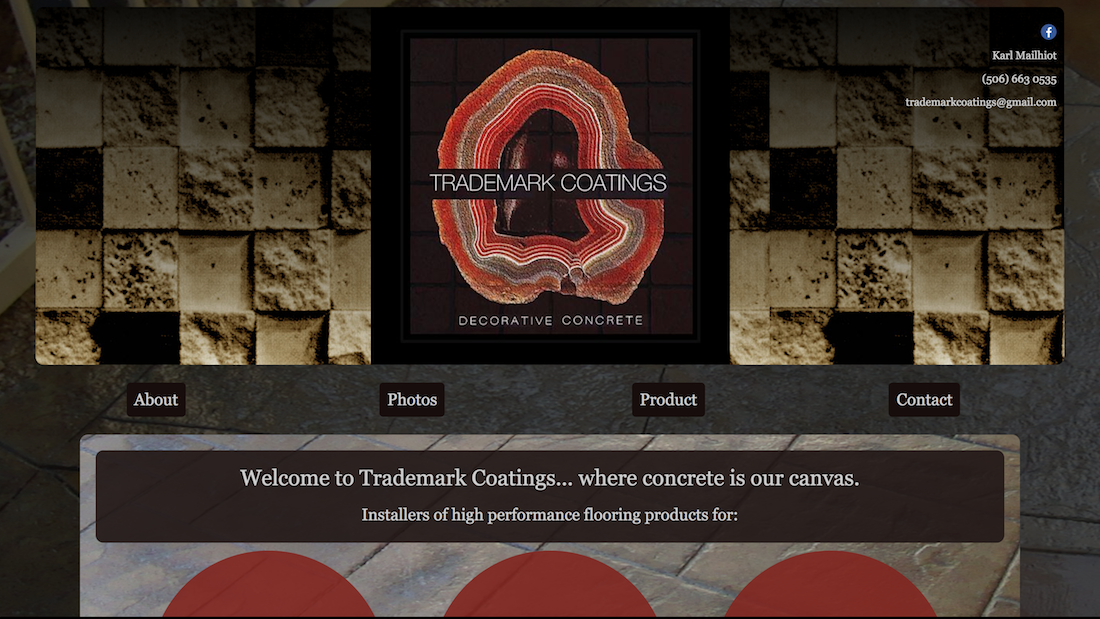 Karl Mailhiot
(506) 663 0535
trademarkcoatings@gmail.com
TRADEMARK COATINGS
DECORATIVE CONCRETE
About
Photos
Product
Contact
Welcome to Trademark Coatings... where concrete is our canvas.
Installers of high performance flooring products for: